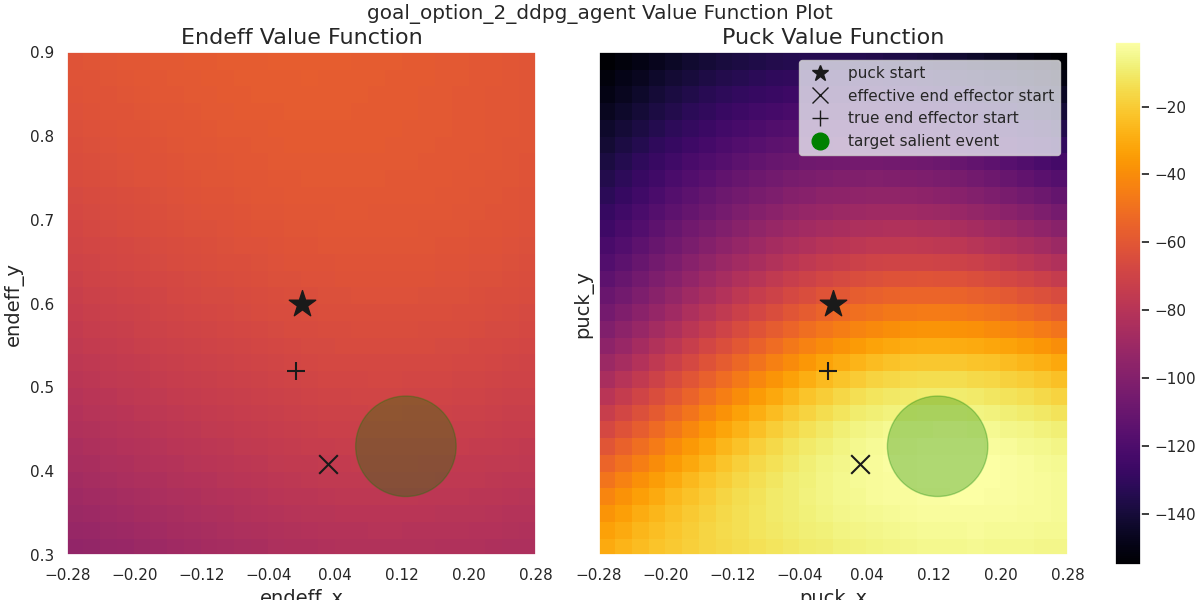 goal_option_2_ddpg_agent Value Function Plot
Endeff Value Function
0.9
0.8
0.7
0.6
0.5
0.4
0.3
endeff_y
−0.28 −0.20 −0.12 −0.04 0.04 0.12 0.20 0.28
endeff_x
Puck Value Function
puck start
effective end effector start
true end effector start
target salient event
puck_y
−0.28 −0.20 −0.12 −0.04 0.04 0.12 0.20 0.28
puck_x
−20
−40
−60
−80
−100
−120
−140